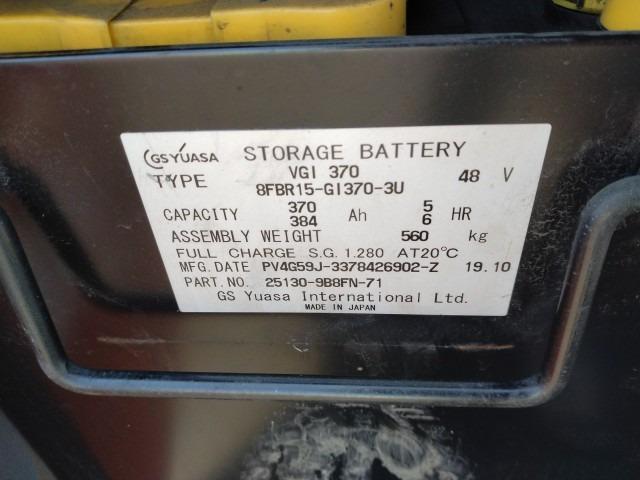 GS YUASA STORAGE BATTERY
TYPE VGI 370 48 V
8FBR15-GI370-3U
CAPACITY 370 Ah 5 HR
384 6
ASSEMBLY WEIGHT 560 kg
FULL CHARGE S.G. 1.280 AT20℃
MFG. DATE PV4G59J-3378426902-Z 19.10
PART. NO. 25130-9B8FN-71
GS Yuasa International Ltd.
MADE IN JAPAN